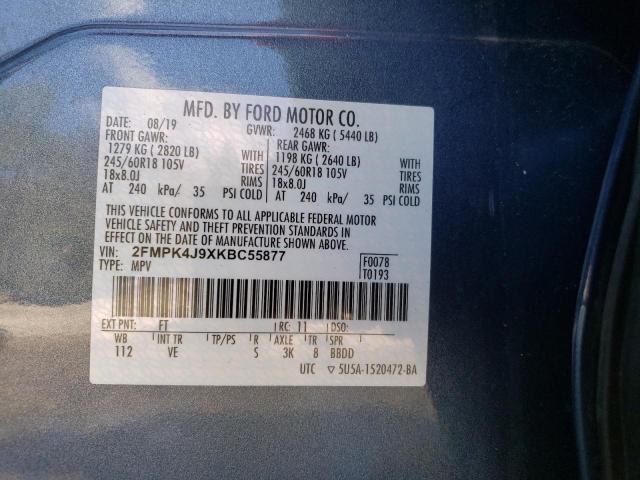 MFD. BY FORD MOTOR CO.
DATE: 08/19 GVWR: 2468 KG ( 5440 LB)
FRONT GAWR: REAR GAWR:
1279 KG ( 2820 LB) WITH 1198 KG ( 2640 LB) WITH
245/60R18 105V TIRES 245/60R18 105V TIRES
18x8.0J RIMS 18x8.0J RIMS
AT 240 kPa/ 35 PSI COLD AT 240 kPa/ 35 PSI COLD
THIS VEHICLE CONFORMS TO ALL APPLICABLE FEDERAL MOTOR
VEHICLE SAFETY AND THEFT PREVENTION STANDARDS IN
EFFECT ON THE DATE OF MANUFACTURE SHOWN ABOVE.
VIN: 2FMPK4J9XKBC55877 F0078
TYPE: MPV T0193
EXT PNT: FT RC: 11 DSO:
WB INT TR TP/PS R AXLE TR SPR
112 VE S 3K 8 BBDD
UTC ▽ 5U5A-1520472-BA